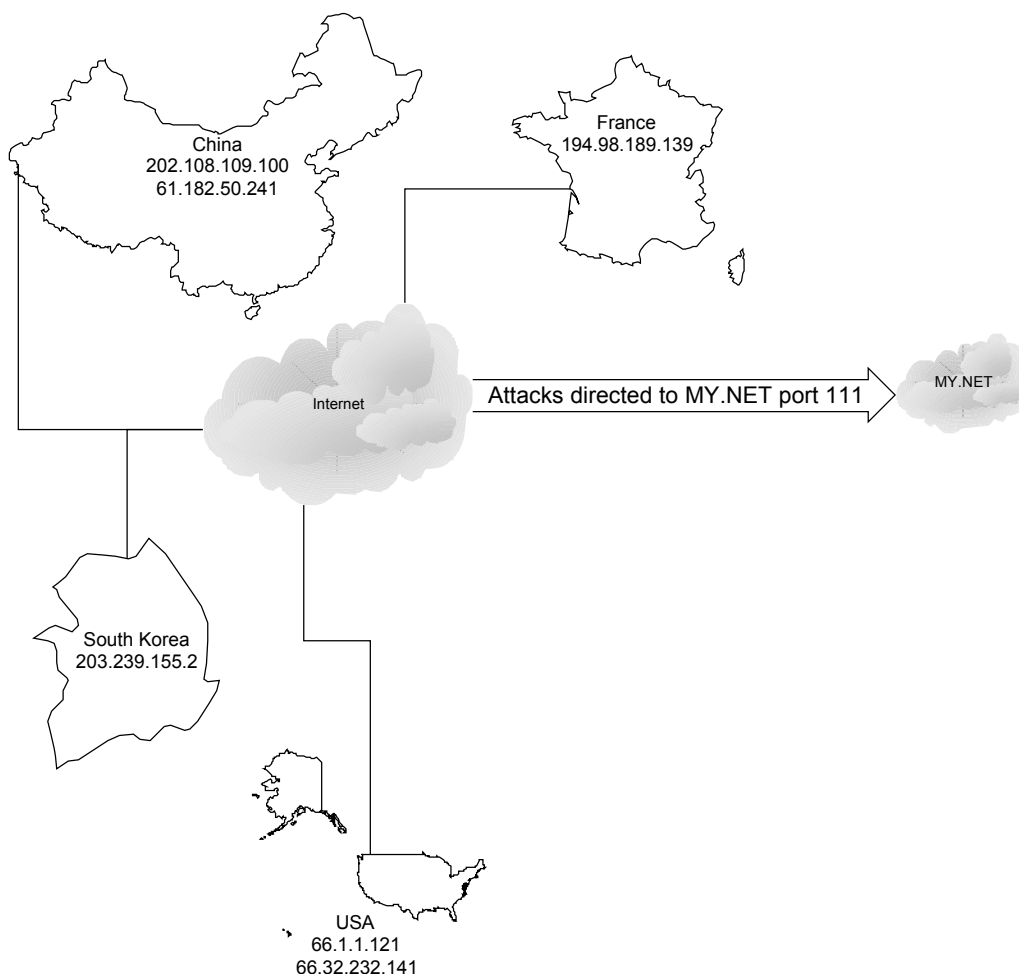 China
202.108.109.100
61.182.50.241
France
194.98.189.139
Internet
Attacks directed to MY.NET port 111
MY.NET
South Korea
203.239.155.2
USA
66.1.1.121
66.32.232.141